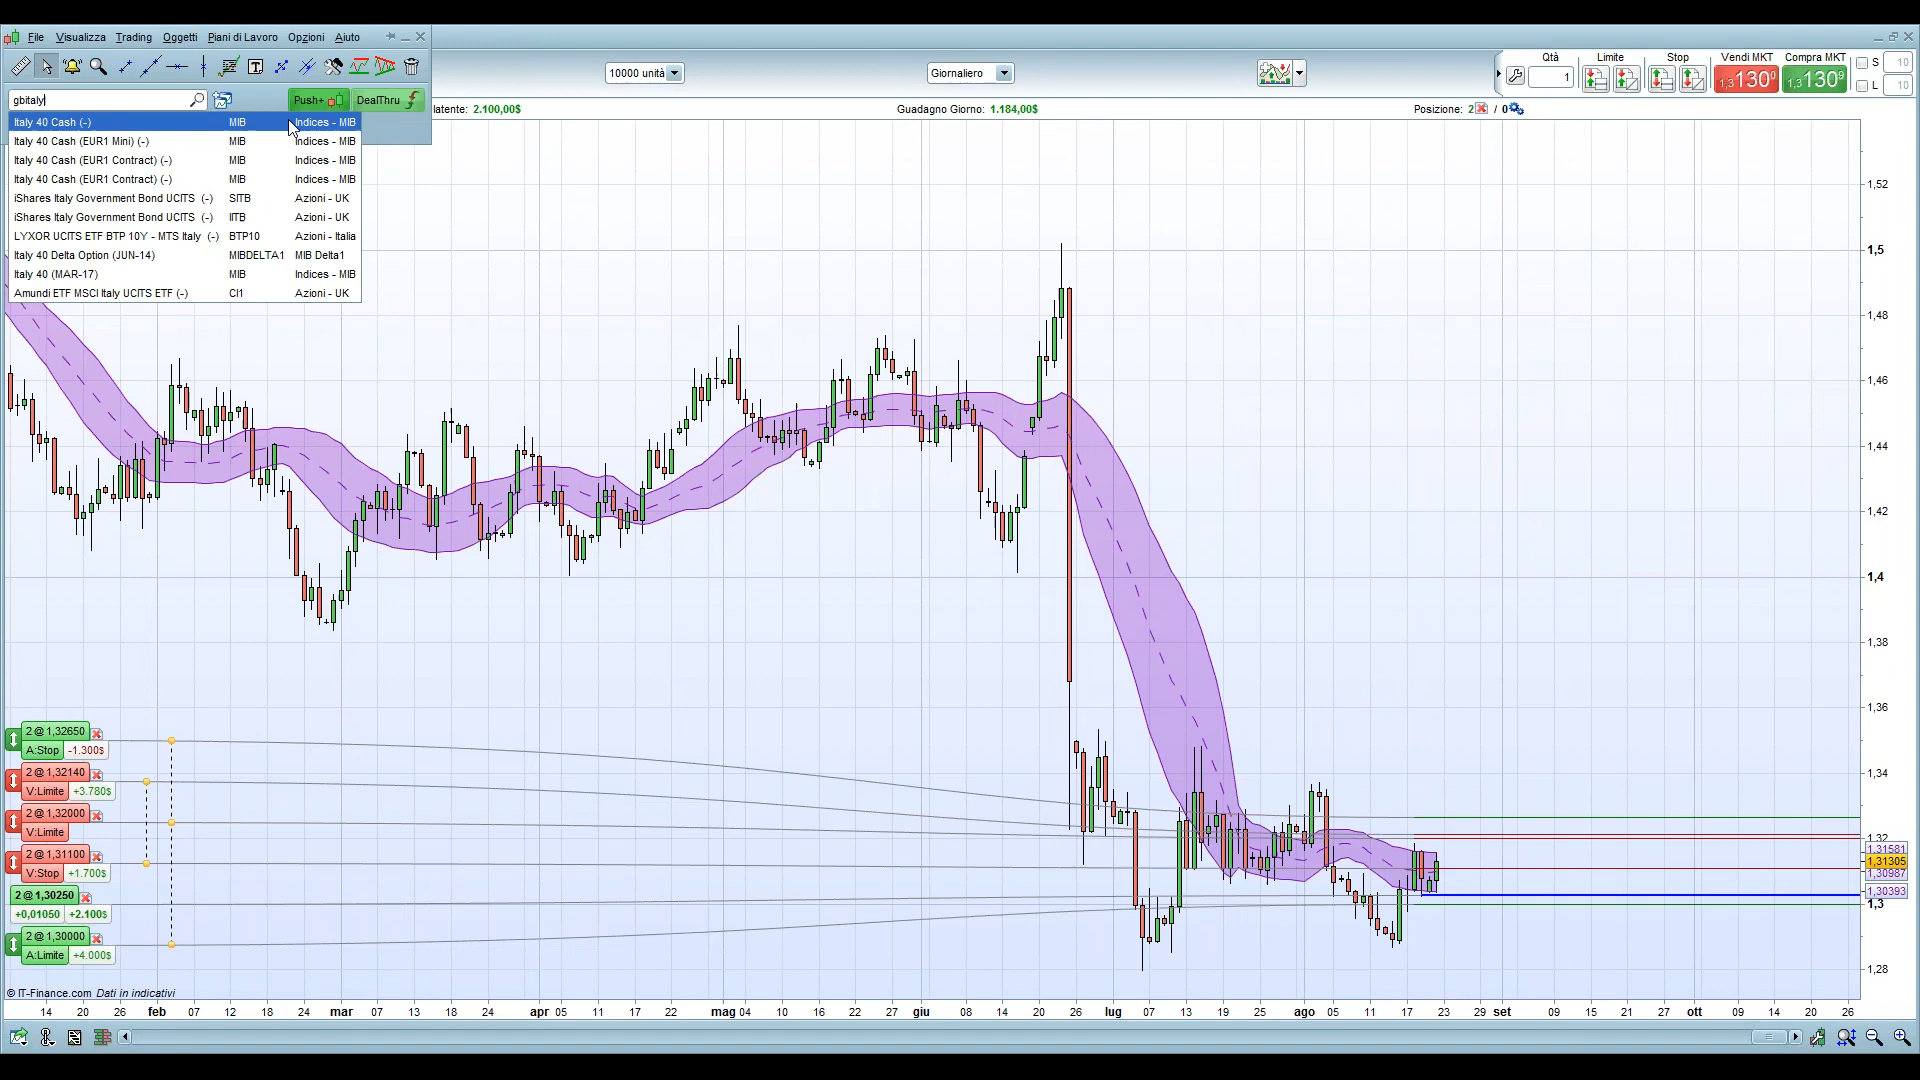 File Visualizza Trading Oggetti Piani di Lavoro Opzioni Aiuto
10000 unità
Giornaliero
Qtà Limite Stop Vendi MKT Compra MKT
1
1,3 130 0
1,3 130 9
S 10
L 10
gbitaly
Push+ DealThru
latente: 2.100,00$
Guadagno Giorno: 1.184,00$
Posizione: 2 / 0
Italy 40 Cash (-) MIB Indices - MIB
Italy 40 Cash (EUR1 Mini) (-) MIB Indices - MIB
Italy 40 Cash (EUR1 Contract) (-) MIB Indices - MIB
Italy 40 Cash (EUR1 Contract) (-) MIB Indices - MIB
iShares Italy Government Bond UCITS (-) SITB Azioni - UK
iShares Italy Government Bond UCITS (-) IITB Azioni - UK
LYXOR UCITS ETF BTP 10Y - MTS Italy (-) BTP10 Azioni - Italia
Italy 40 Delta Option (JUN-14) MIBDELTA1 MIB Delta1
Italy 40 (MAR-17) MIB Indices - MIB
Amundi ETF MSCI Italy UCITS ETF (-) CI1 Azioni - UK
1,52
1,5
1,48
1,46
1,44
1,42
1,4
1,38
1,36
1,34
1,32
1,31581
1,31305
1,30987
1,30393
1,3
1,28
2 @ 1,32650
A:Stop -1.300$
2 @ 1,32140
V:Limite +3.780$
2 @ 1,32000
V:Limite
2 @ 1,31100
V:Stop +1.700$
2 @ 1,30250
+0,01050 +2.100$
2 @ 1,30000
A:Limite +4.000$
© IT-Finance.com Dati in indicativi
14 20 26 feb 07 12 18 24 mar 07 13 18 24 apr 05 11 17 22 mag 04 10 16 22 27 giu 08 14 20 26 lug 07 13 19 25 ago 05 11 17 23 29 set 09 15 21 27 ott 09 14 20 26